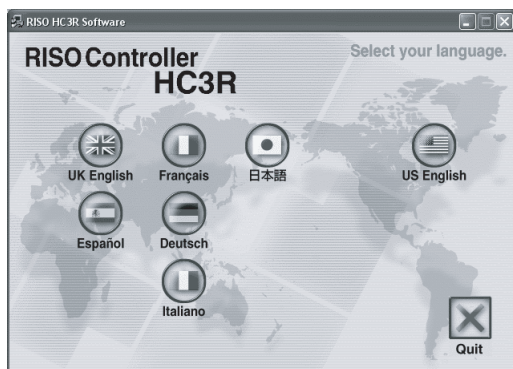 RISO HC3R Software
RISO Controller
HC3R
Select your language.
UK English
Français
日本語
US English
Español
Deutsch
Italiano
Quit